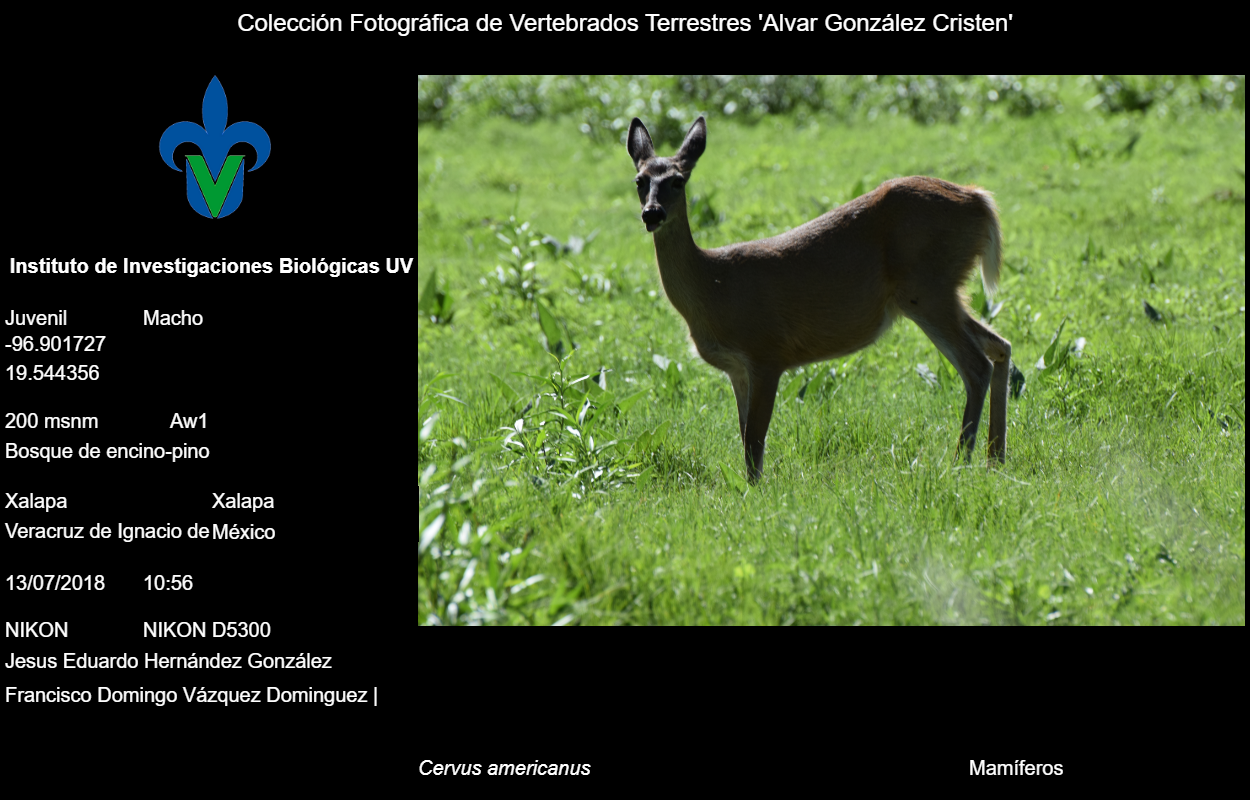 Colección Fotográfica de Vertebrados Terrestres 'Alvar González Cristen'
V
Instituto de Investigaciones Biológicas UV
Juvenil Macho
-96.901727
19.544356
200 msnm Aw1
Bosque de encino-pino
Xalapa Xalapa
Veracruz de Ignacio de México
13/07/2018 10:56
NIKON NIKON D5300
Jesus Eduardo Hernández González
Francisco Domingo Vázquez Dominguez |
Cervus americanus Mamíferos